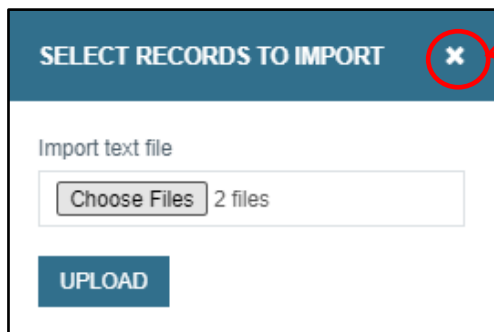 SELECT RECORDS TO IMPORT
Import text file
Choose Files 2 files
UPLOAD